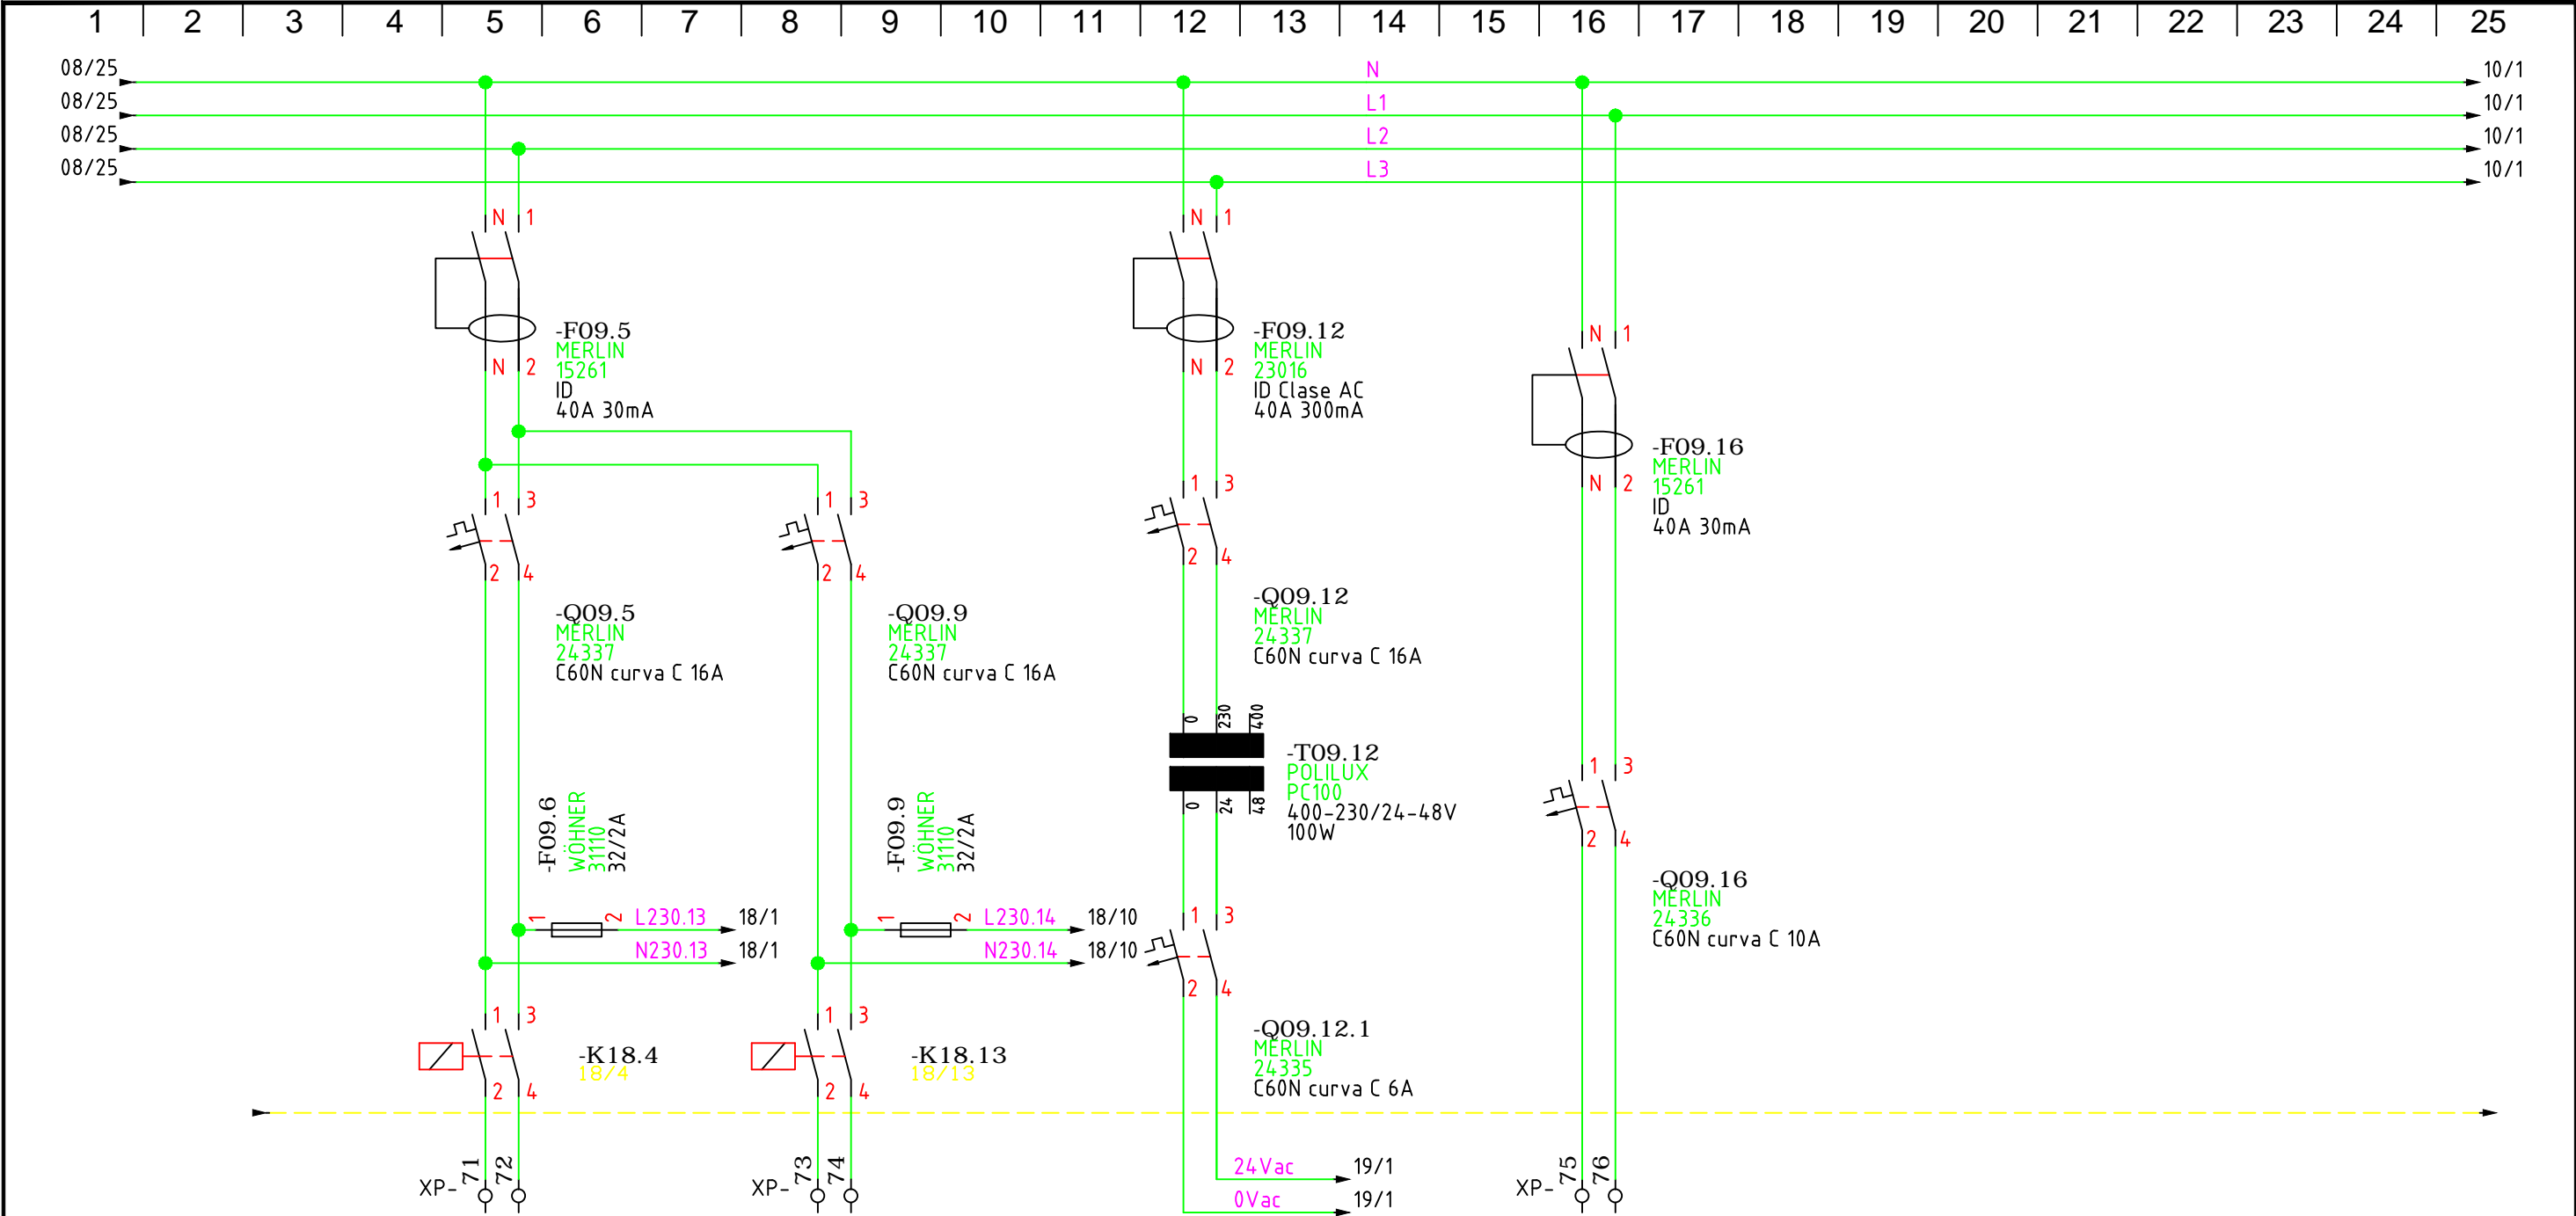 1 2 3 4 5 6 7 8 9 10 11 12 13 14 15 16 17 18 19 20 21 22 23 24 25
08/25 N 10/1
08/25 L1 10/1
08/25 L2 10/1
08/25 L3 10/1
N 1
N 2
-F09.5
MERLIN
15261
ID
40A 30mA
1 3
2 4
-Q09.5
MERLIN
24337
C60N curva C 16A
-F09.6
WÖHNER
31110
32/2A
1 2
L230.13 18/1
N230.13 18/1
1 3
2 4
-K18.4
18/4
XP- 71 72
1 3
2 4
-Q09.9
MERLIN
24337
C60N curva C 16A
-F09.9
WÖHNER
31110
32/2A
1 2
L230.14 18/10
N230.14 18/10
1 3
2 4
-K18.13
18/13
XP- 73 74
N 1
N 2
-F09.12
MERLIN
23016
ID Clase AC
40A 300mA
1 3
2 4
-Q09.12
MERLIN
24337
C60N curva C 16A
0 230 400
0 24 48
-T09.12
POLILUX
PC100
400-230/24-48V
100W
1 3
2 4
-Q09.12.1
MERLIN
24335
C60N curva C 6A
24Vac 19/1
0Vac 19/1
N 1
N 2
-F09.16
MERLIN
15261
ID
40A 30mA
1 3
2 4
-Q09.16
MERLIN
24336
C60N curva C 10A
XP- 75 76